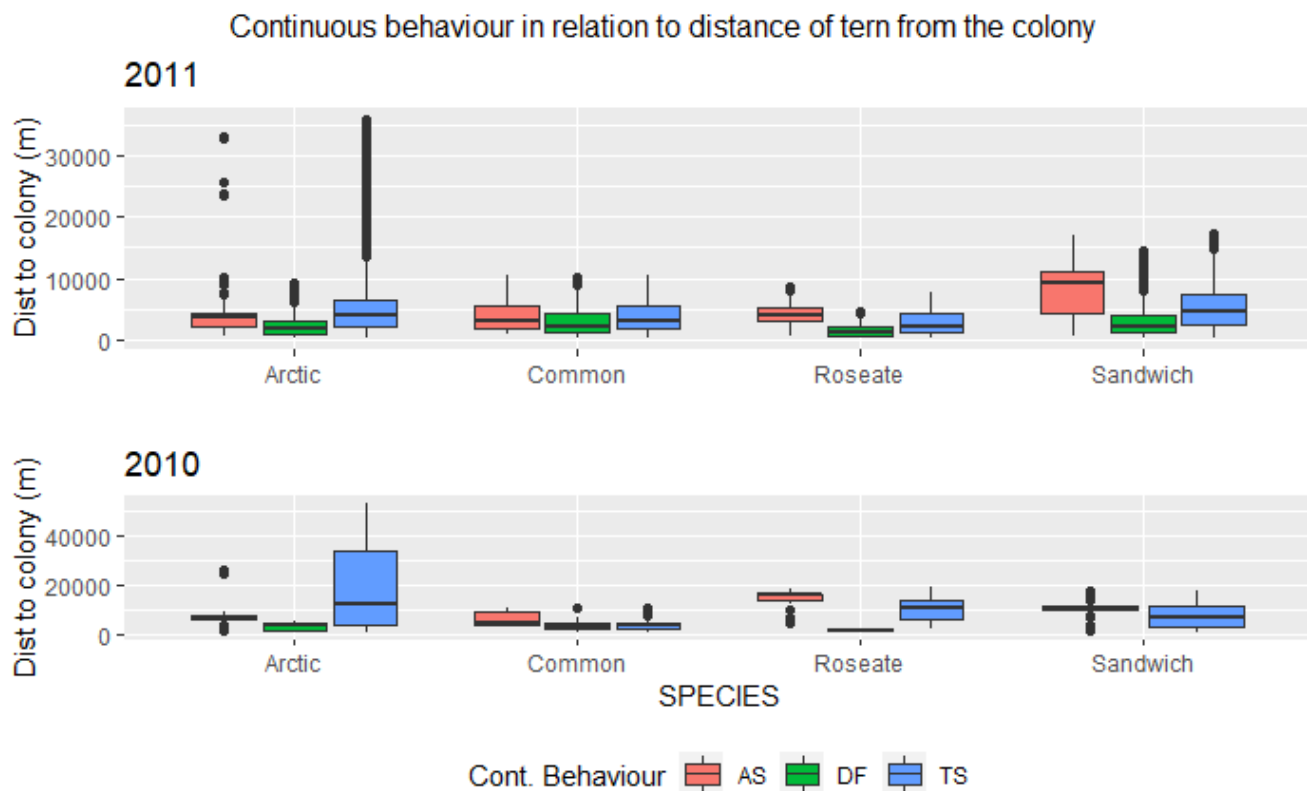 Continuous behaviour in relation to distance of tern from the colony
2011
Dist to colony (m)
30000
20000
10000
0
Arctic Common Roseate Sandwich
2010
Dist to colony (m)
40000
20000
0
Arctic Common Roseate Sandwich
SPECIES
Cont. Behaviour AS DF TS